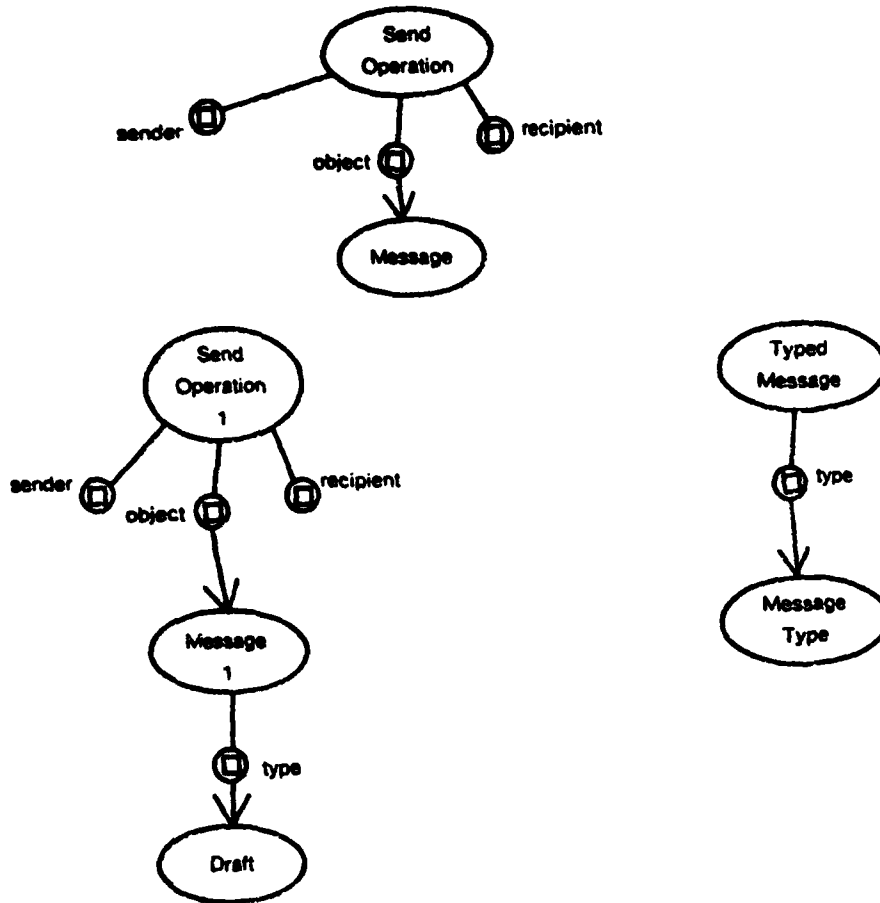 Send
Operation
sender
recipient
object
Message
Send
Operation
1
sender
recipient
object
Message
1
type
Draft
Typed
Message
type
Message
Type